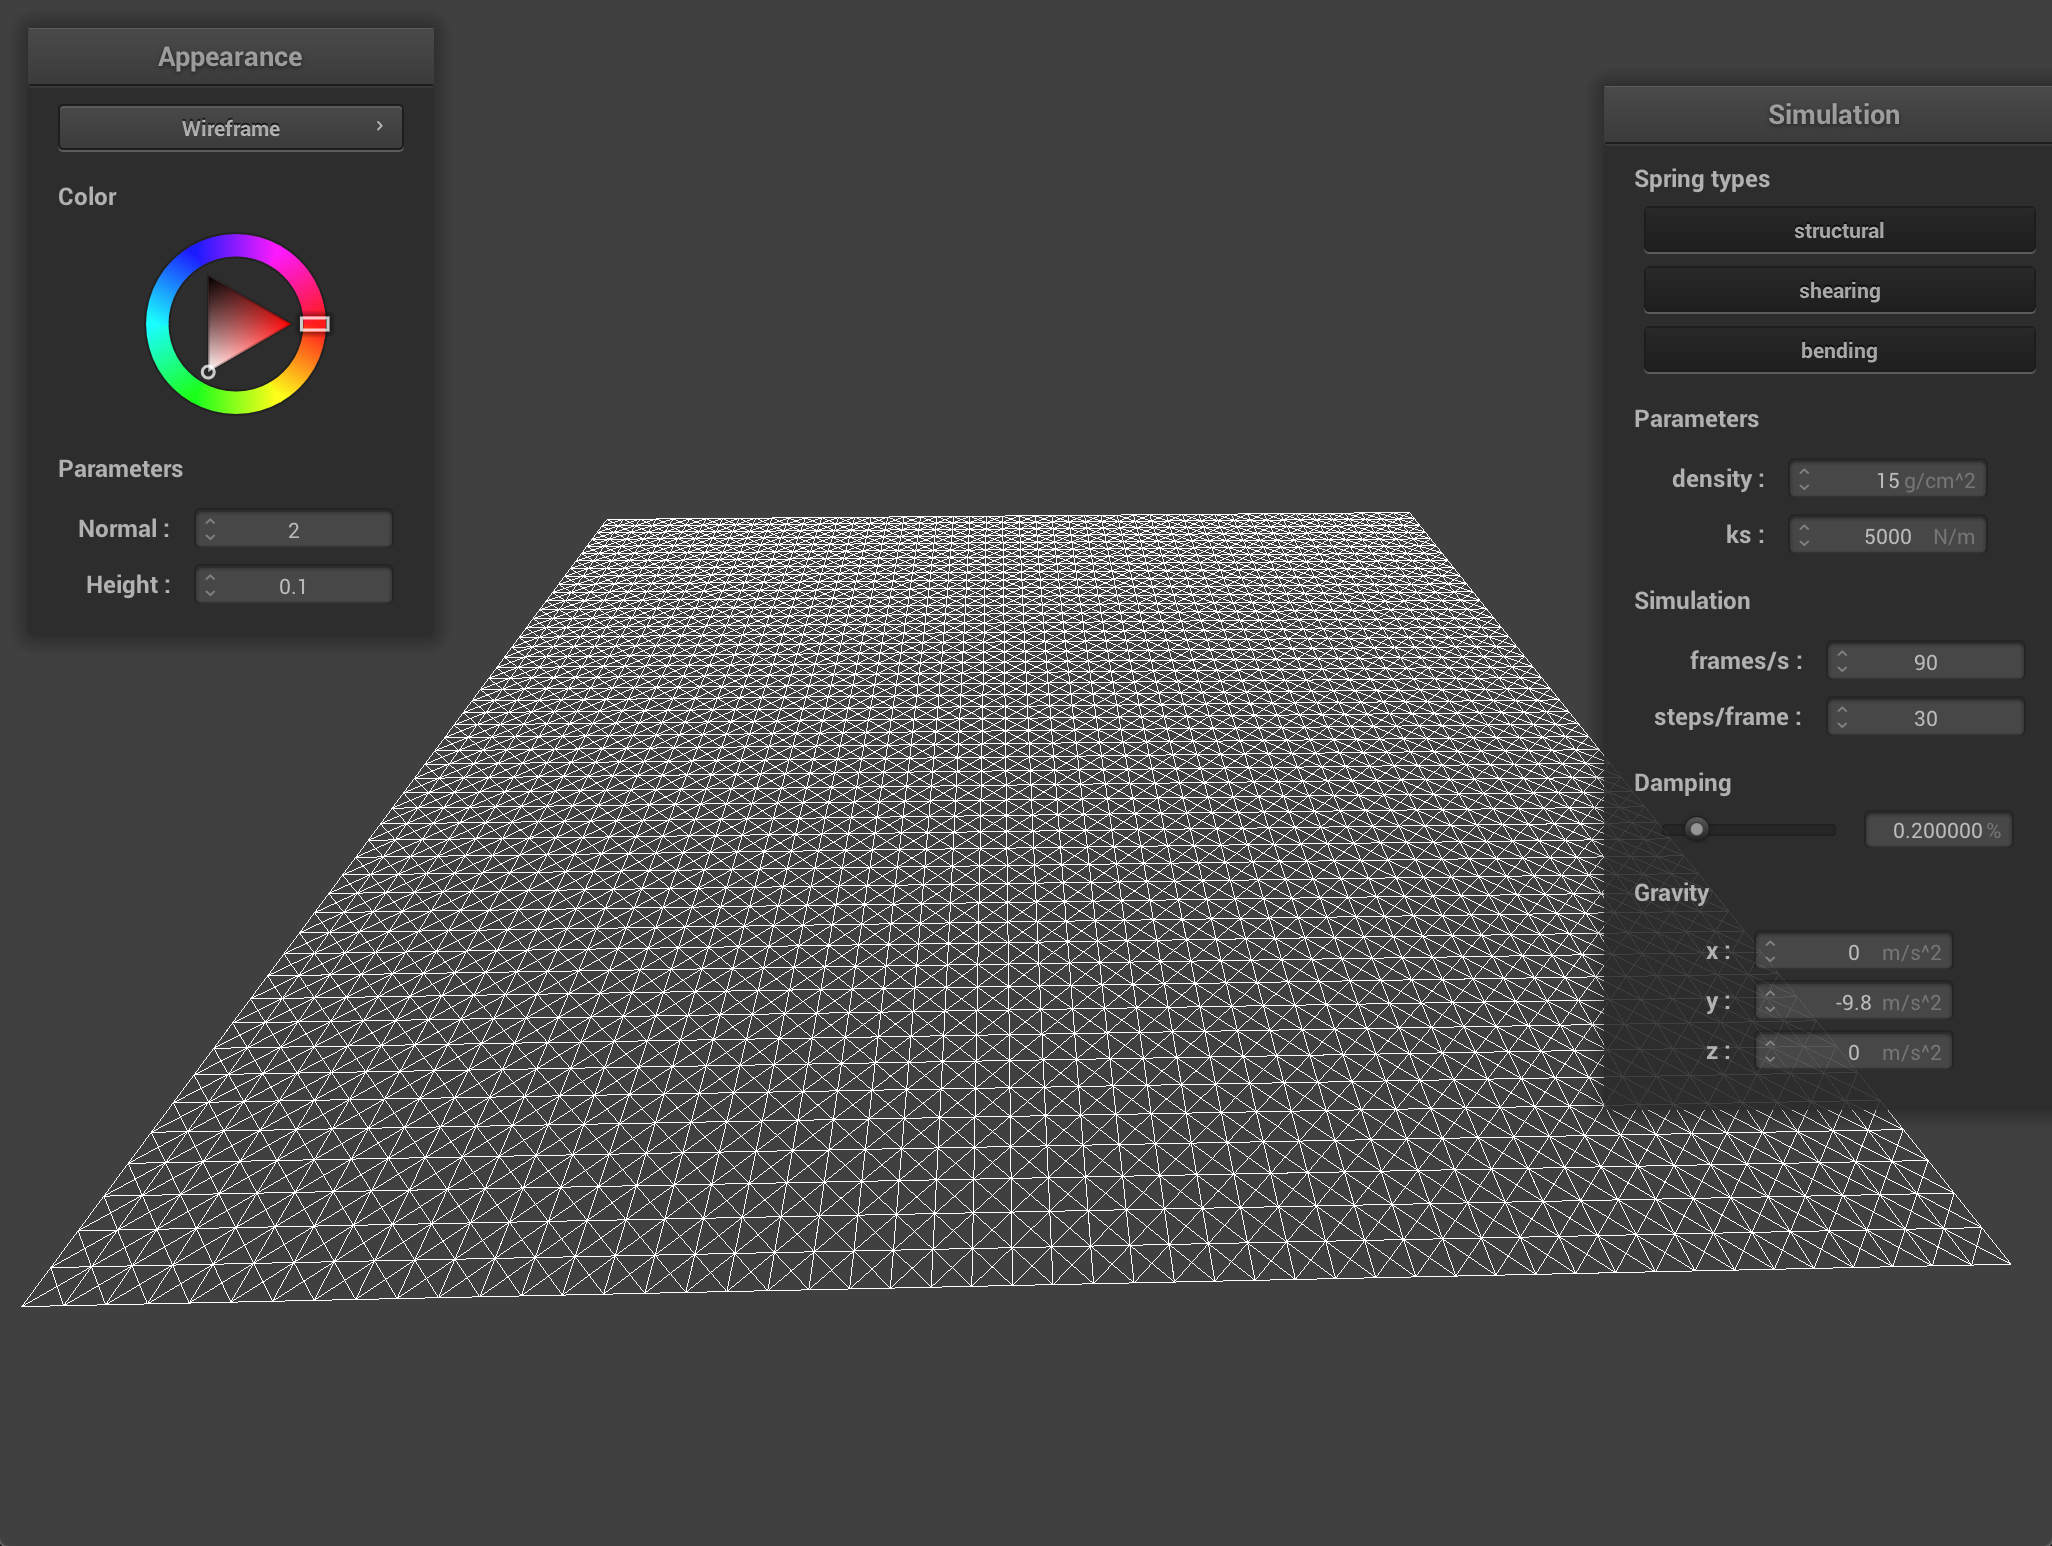 Appearance
Wireframe
Color
Parameters
Normal : 2
Height : 0.1
Simulation
Spring types
structural
shearing
bending
Parameters
density : 15 g/cm^2
ks : 5000 N/m
Simulation
frames/s : 90
steps/frame : 30
Damping
0.200000 %
Gravity
x : 0 m/s^2
y : -9.8 m/s^2
z : 0 m/s^2